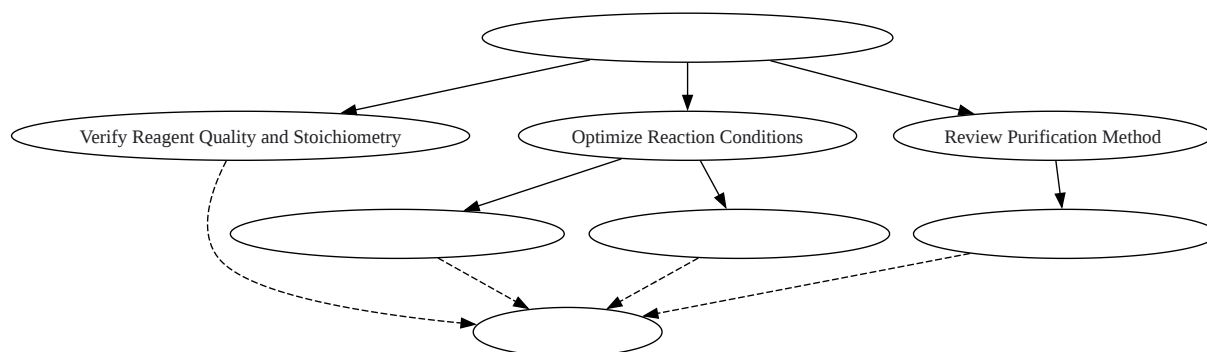 Verify Reagent Quality and Stoichiometry
Optimize Reaction Conditions
Review Purification Method